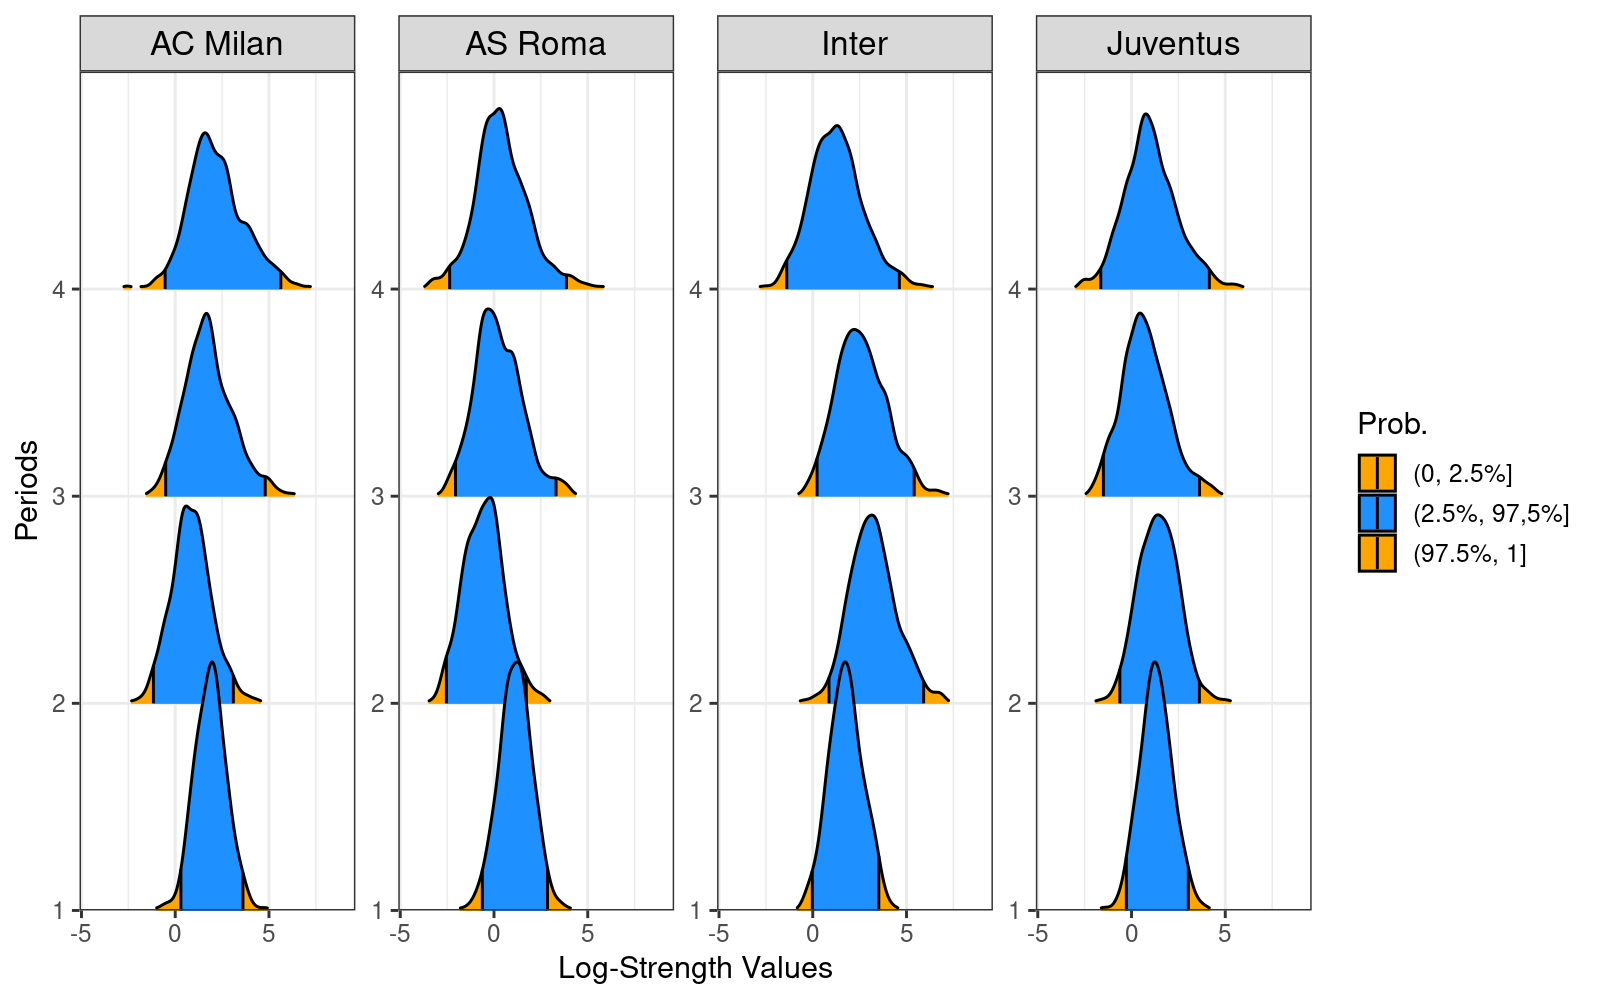 AC Milan AS Roma Inter Juventus
4 4 4 4
3 3 3 3
2 2 2 2
1 1 1 1
-5 0 5 -5 0 5 -5 0 5 -5 0 5
Log-Strength Values
Periods
Prob.
(0, 2.5%]
(2.5%, 97,5%]
(97.5%, 1]